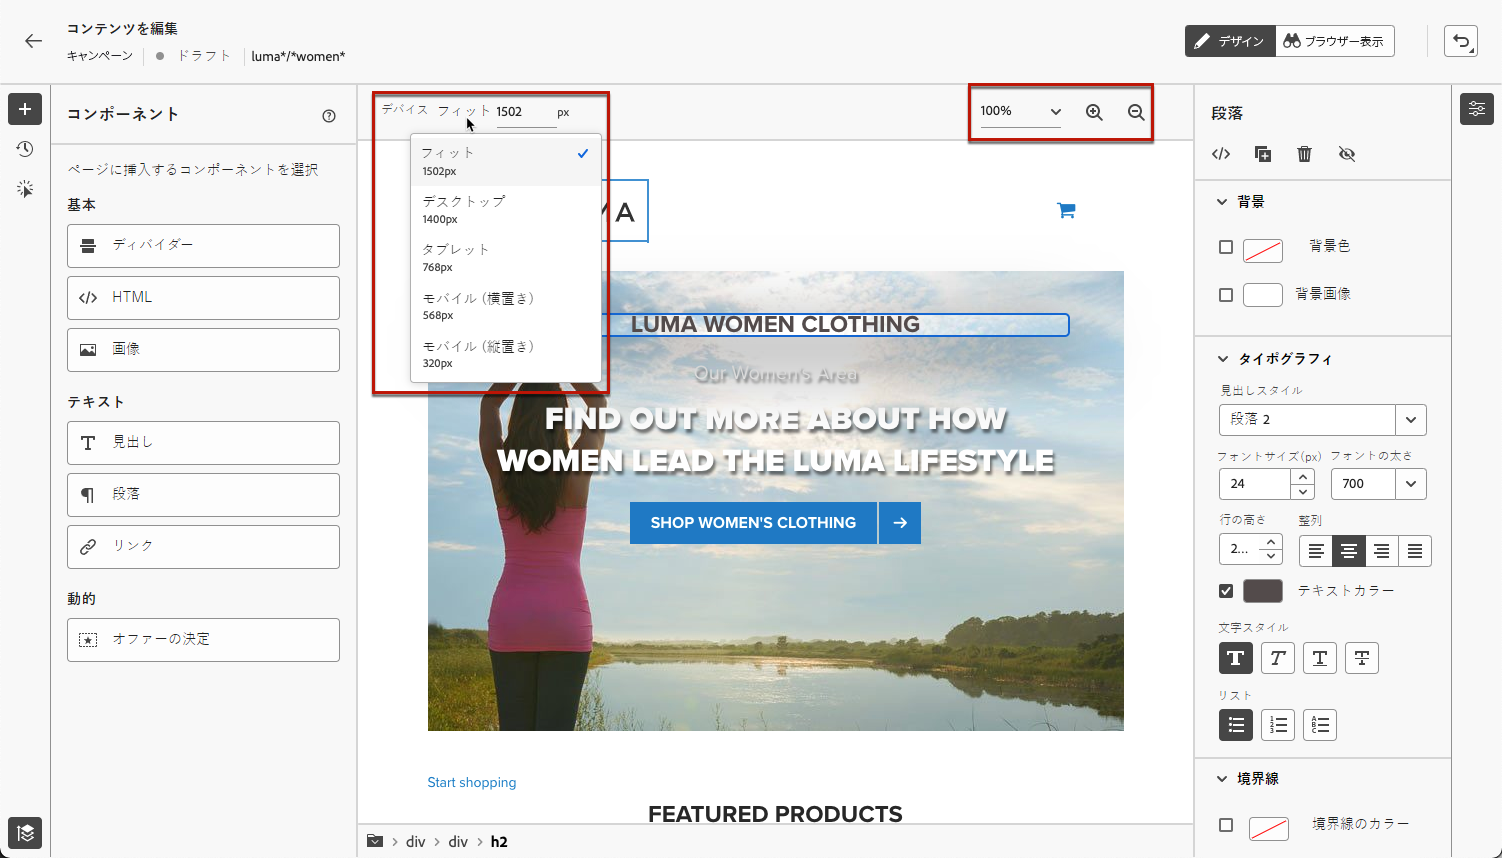 コンテンツを編集
キャンペーン ドラフト luma*/*women*
デザイン
ブラウザー表示
コンポーネント
ページに挿入するコンポーネントを選択
基本
ディバイダー
HTML
画像
テキスト
見出し
段落
リンク
動的
オファーの決定
デバイス フィット 1502 px
フィット
1502px
デスクトップ
1400px
タブレット
768px
モバイル (横置き)
568px
モバイル (縦置き)
320px
100%
MA
LUMA WOMEN CLOTHING
Our Women's Area
FIND OUT MORE ABOUT HOW
WOMEN LEAD THE LUMA LIFESTYLE
SHOP WOMEN'S CLOTHING
Start shopping
FEATURED PRODUCTS
div > div > h2
段落
背景
背景色
背景画像
タイポグラフィ
見出しスタイル
段落 2
フォントサイズ(px) フォントの太さ
24 700
行の高さ 整列
2...
テキストカラー
文字スタイル
リスト
境界線
境界線のカラー